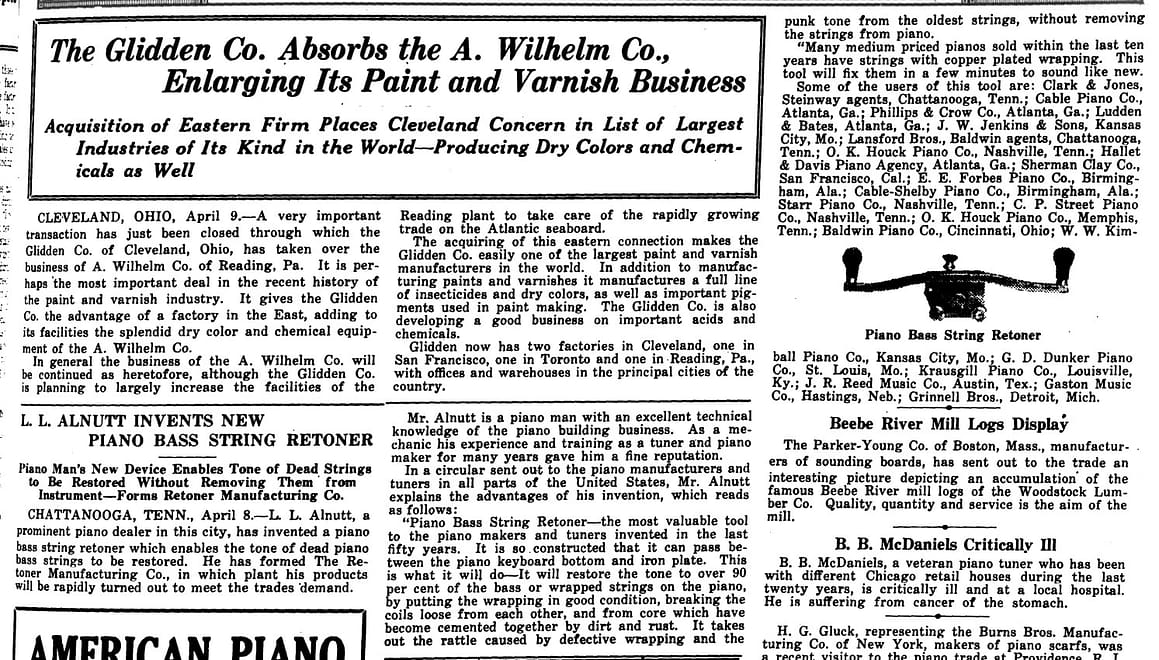 The Glidden Co. Absorbs the A. Wilhelm Co.,
Enlarging Its Paint and Varnish Business
Acquisition of Eastern Firm Places Cleveland Concern in List of Largest
Industries of Its Kind in the World—Producing Dry Colors and Chem-
icals as Well
CLEVELAND, OHIO, April 9.—A very important
transaction has just been closed through which the
Glidden Co. of Cleveland, Ohio, has taken over the
business of A. Wilhelm Co. of Reading, Pa. It is per-
haps the most important deal in the recent history of
the paint and varnish industry. It gives the Glidden
Co. the advantage of a factory in the East, adding to
its facilities the splendid dry color and chemical equip-
ment of the A. Wilhelm Co.
In general the business of the A. Wilhelm Co. will
be continued as heretofore, although the Glidden Co.
is planning to largely increase the facilities of the
Reading plant to take care of the rapidly growing
trade on the Atlantic seaboard.
The acquiring of this eastern connection makes the
Glidden Co. easily one of the largest paint and varnish
manufacturers in the world. In addition to manufac-
turing paints and varnishes it manufactures a full line
of insecticides and dry colors, as well as important pig-
ments used in paint making. The Glidden Co. is also
developing a good business on important acids and
chemicals.
Glidden now has two factories in Cleveland, one in
San Francisco, one in Toronto and one in Reading, Pa.,
with offices and warehouses in the principal cities of the
country.
L. L. ALNUTT INVENTS NEW
PIANO BASS STRING RETONER
Piano Man's New Device Enables Tone of Dead Strings
to Be Restored Without Removing Them from
Instrument—Forms Retoner Manufacturing Co.
CHATTANOOGA, TENN., April 8.—L. L. Alnutt, a
prominent piano dealer in this city, has invented a piano
bass string retoner which enables the tone of dead piano
bass strings to be restored. He has formed The Re-
toner Manufacturing Co., in which plant his products
will be rapidly turned out to meet the trades demand.
AMERICAN PIANO
Mr. Alnutt is a piano man with an excellent technical
knowledge of the piano building business. As a me-
chanic his experience and training as a tuner and piano
maker for many years gave him a fine reputation.
In a circular sent out to the piano manufacturers and
tuners in all parts of the United States, Mr. Alnutt
explains the advantages of his invention, which reads
as follows:
"Piano Bass String Retoner—the most valuable tool
to the piano makers and tuners invented in the last
fifty years. It is so constructed that it can pass be-
tween the piano keyboard bottom and iron plate. This
is what it will do—It will restore the tone to over 90
per cent of the bass or wrapped strings on the piano,
by putting the wrapping in good condition, breaking the
coils loose from each other, and from core which have
become cemented together by dirt and rust. It takes
out the rattle caused by defective wrapping and the
punk tone from the oldest strings, without removing
the strings from piano.
"Many medium priced pianos sold within the last ten
years have strings with copper plated wrapping. This
tool will fix them in a few minutes to sound like new.
Some of the users of this tool are: Clark & Jones,
Steinway agents, Chattanooga, Tenn.; Cable Piano Co.,
Atlanta, Ga.; Phillips & Crow Co., Atlanta, Ga.; Ludden
& Bates, Atlanta, Ga.; J. W. Jenkins & Sons, Kansas
City, Mo.; Lansford Bros., Baldwin agents, Chattanooga,
Tenn.; O. K. Houck Piano Co., Nashville, Tenn.; Hallet
& Davis Piano Agency, Atlanta, Ga.; Sherman Clay Co.,
San Francisco, Cal.; E. E. Forbes Piano Co., Birming-
ham, Ala.; Cable-Shelby Piano Co., Birmingham, Ala.;
Starr Piano Co., Nashville, Tenn.; C. P. Street Piano
Co., Nashville, Tenn.; O. K. Houck Piano Co., Memphis,
Tenn.; Baldwin Piano Co., Cincinnati, Ohio; W. W. Kim-
Piano Bass String Retoner
ball Piano Co., Kansas City, Mo.; G. D. Dunker Piano
Co., St. Louis, Mo.; Krausgill Piano Co., Louisville,
Ky.; J. R. Reed Music Co., Austin, Tex.; Gaston Music
Co., Hastings, Neb.; Grinnell Bros., Detroit, Mich.
Beebe River Mill Logs Display
The Parker-Young Co. of Boston, Mass., manufactur-
ers of sounding boards, has sent out to the trade an
interesting picture depicting an accumulation of the
famous Beebe River mill logs of the Woodstock Lum-
ber Co. Quality, quantity and service is the aim of the
mill.
B. B. McDaniels Critically Ill
B. B. McDaniels, a veteran piano tuner who has been
with different Chicago retail houses during the last
twenty years, is critically ill and at a local hospital.
He is suffering from cancer of the stomach.
H. G. Gluck, representing the Burns Bros. Manufac-
turing Co. of New York, makers of piano scarfs, was
a recent visitor to the piano trade at Providence, R. I.